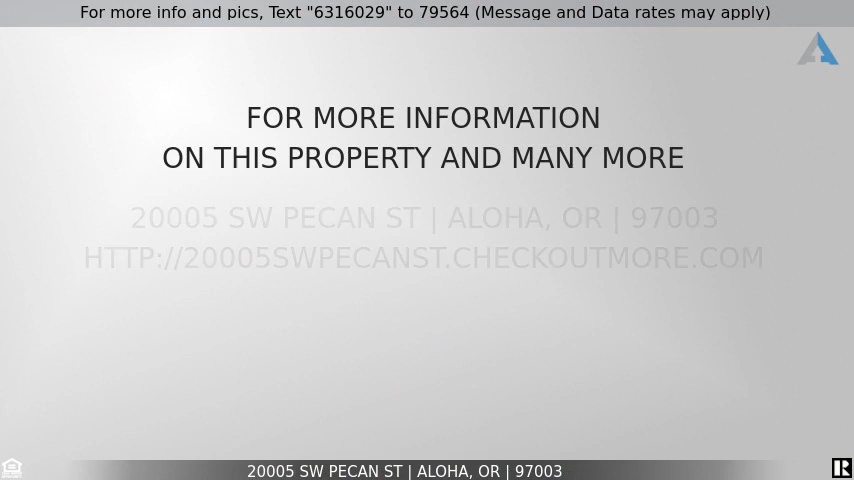 For more info and pics, Text "6316029" to 79564 (Message and Data rates may apply)
FOR MORE INFORMATION
ON THIS PROPERTY AND MANY MORE
20005 SW PECAN ST | ALOHA, OR | 97003
HTTP://20005SWPECANST.CHECKOUTMORE.COM
20005 SW PECAN ST | ALOHA, OR | 97003